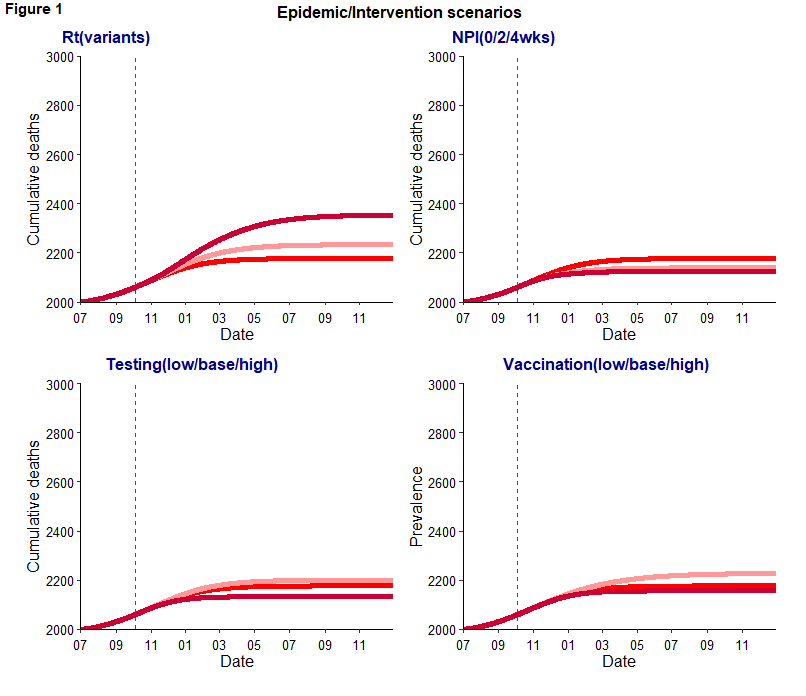 Figure 1
Epidemic/Intervention scenarios
Rt(variants)
Cumulative deaths
3000
2800
2600
2400
2200
2000
07 09 11 01 03 05 07 09 11
Date
NPI(0/2/4wks)
Cumulative deaths
3000
2800
2600
2400
2200
2000
07 09 11 01 03 05 07 09 11
Date
Testing(low/base/high)
Cumulative deaths
3000
2800
2600
2400
2200
2000
07 09 11 01 03 05 07 09 11
Date
Vaccination(low/base/high)
Prevalence
3000
2800
2600
2400
2200
2000
07 09 11 01 03 05 07 09 11
Date